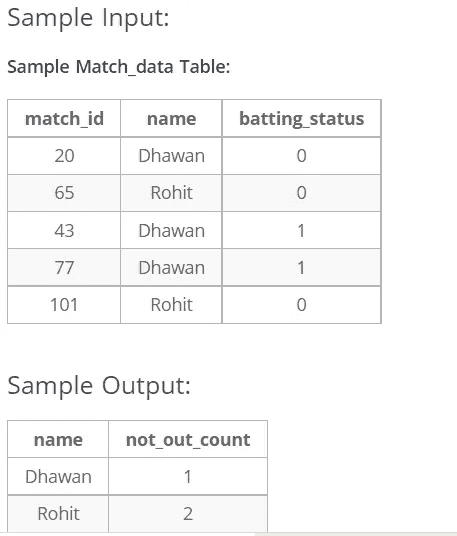 Sample Input:
Sample Match_data Table:
match_id name batting_status
20 Dhawan 0
65 Rohit 0
43 Dhawan 1
77 Dhawan 1
101 Rohit 0
Sample Output:
name not_out_count
Dhawan 1
Rohit 2